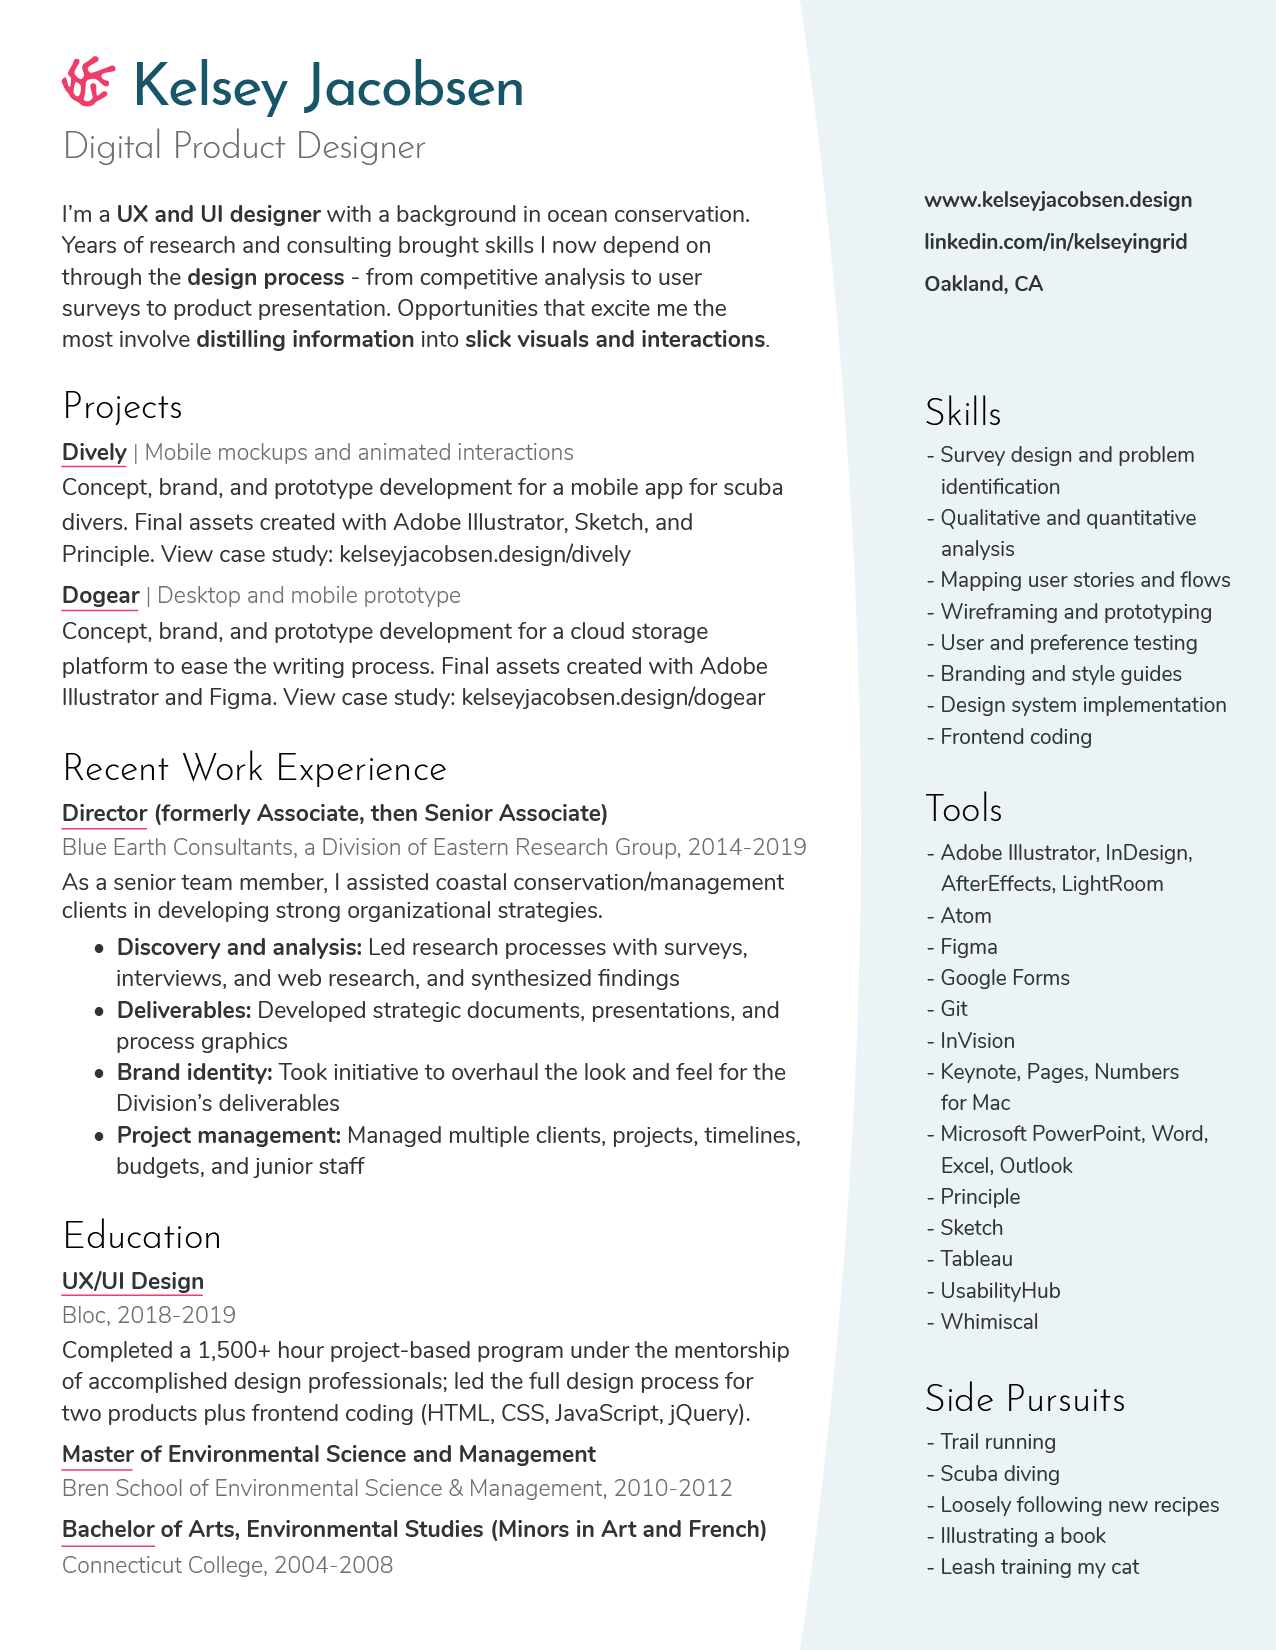 Kelsey Jacobsen
Digital Product Designer
I'm a UX and UI designer with a background in ocean conservation.
Years of research and consulting brought skills I now depend on
through the design process - from competitive analysis to user
surveys to product presentation. Opportunities that excite me the
most involve distilling information into slick visuals and interactions.
Projects
Dively | Mobile mockups and animated interactions
Concept, brand, and prototype development for a mobile app for scuba
divers. Final assets created with Adobe Illustrator, Sketch, and
Principle. View case study: kelseyjacobsen.design/dively
Dogear | Desktop and mobile prototype
Concept, brand, and prototype development for a cloud storage
platform to ease the writing process. Final assets created with Adobe
Illustrator and Figma. View case study: kelseyjacobsen.design/dogear
Recent Work Experience
Director (formerly Associate, then Senior Associate)
Blue Earth Consultants, a Division of Eastern Research Group, 2014-2019
As a senior team member, I assisted coastal conservation/management
clients in developing strong organizational strategies.
• Discovery and analysis: Led research processes with surveys,
interviews, and web research, and synthesized findings
• Deliverables: Developed strategic documents, presentations, and
process graphics
• Brand identity: Took initiative to overhaul the look and feel for the
Division's deliverables
• Project management: Managed multiple clients, projects, timelines,
budgets, and junior staff
Education
UX/UI Design
Bloc, 2018-2019
Completed a 1,500+ hour project-based program under the mentorship
of accomplished design professionals; led the full design process for
two products plus frontend coding (HTML, CSS, JavaScript, jQuery).
Master of Environmental Science and Management
Bren School of Environmental Science & Management, 2010-2012
Bachelor of Arts, Environmental Studies (Minors in Art and French)
Connecticut College, 2004-2008
www.kelseyjacobsen.design
linkedin.com/in/kelseyingrid
Oakland, CA
Skills
- Survey design and problem
identification
- Qualitative and quantitative
analysis
- Mapping user stories and flows
- Wireframing and prototyping
- User and preference testing
- Branding and style guides
- Design system implementation
- Frontend coding
Tools
- Adobe Illustrator, InDesign,
AfterEffects, LightRoom
- Atom
- Figma
- Google Forms
- Git
- InVision
- Keynote, Pages, Numbers
for Mac
- Microsoft PowerPoint, Word,
Excel, Outlook
- Principle
- Sketch
- Tableau
- UsabilityHub
- Whimiscal
Side Pursuits
- Trail running
- Scuba diving
- Loosely following new recipes
- Illustrating a book
- Leash training my cat